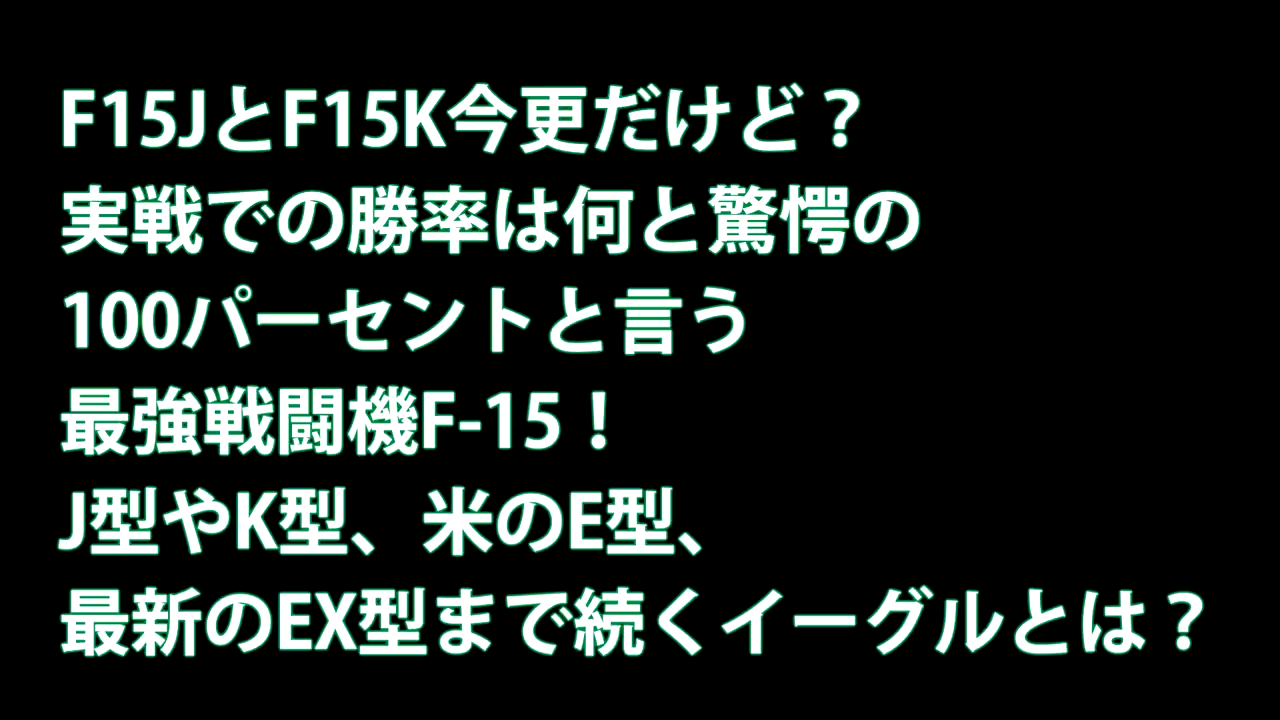 F15JとF15K今更だけど？
実戦での勝率は何と驚愕の
100パーセントと言う
最強戦闘機F-15！
J型やK型、米のE型、
最新のEX型まで続くイーグルとは？